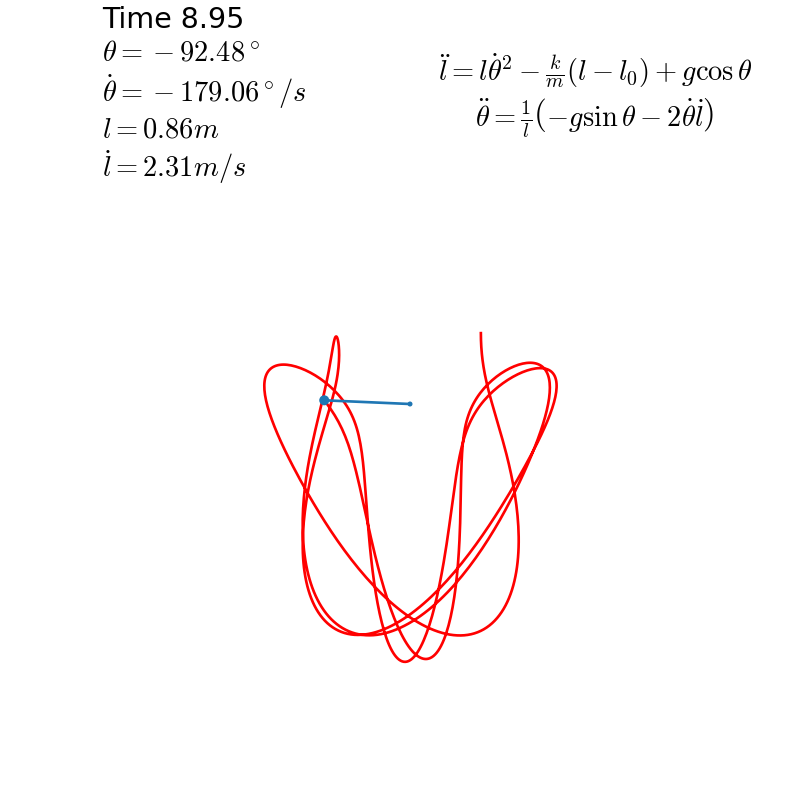 Time 8.95
θ = −92.48°
θ̇ = −179.06°/s
l = 0.86m
l̇ = 2.31m/s
l̈ = lθ̇² − k/m(l − l₀) + g cos θ
θ̈ = 1/l(−g sin θ − 2θ̇l̈)